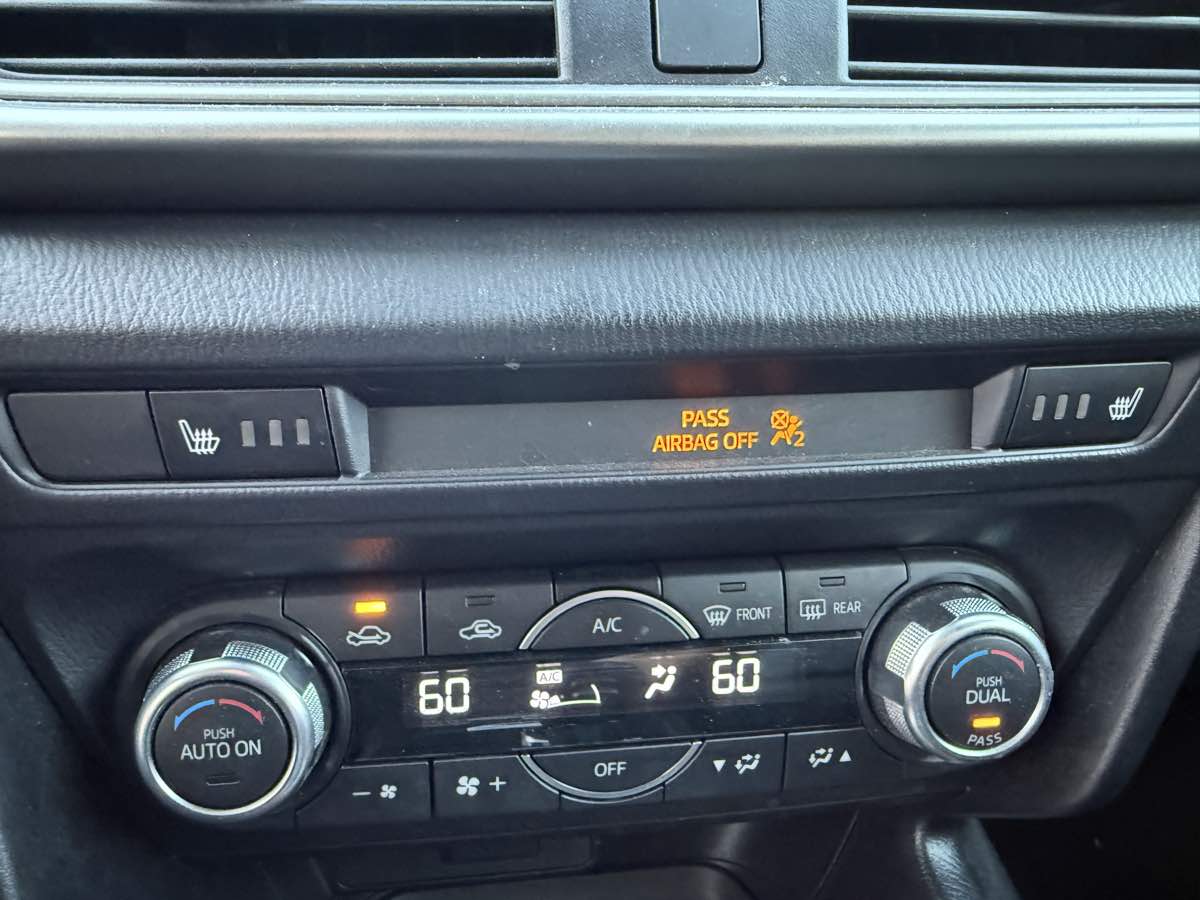 PASS
AIRBAG OFF 2
A/C
FRONT
REAR
60
A/C
60
PUSH
AUTO ON
PUSH
DUAL
PASS
OFF